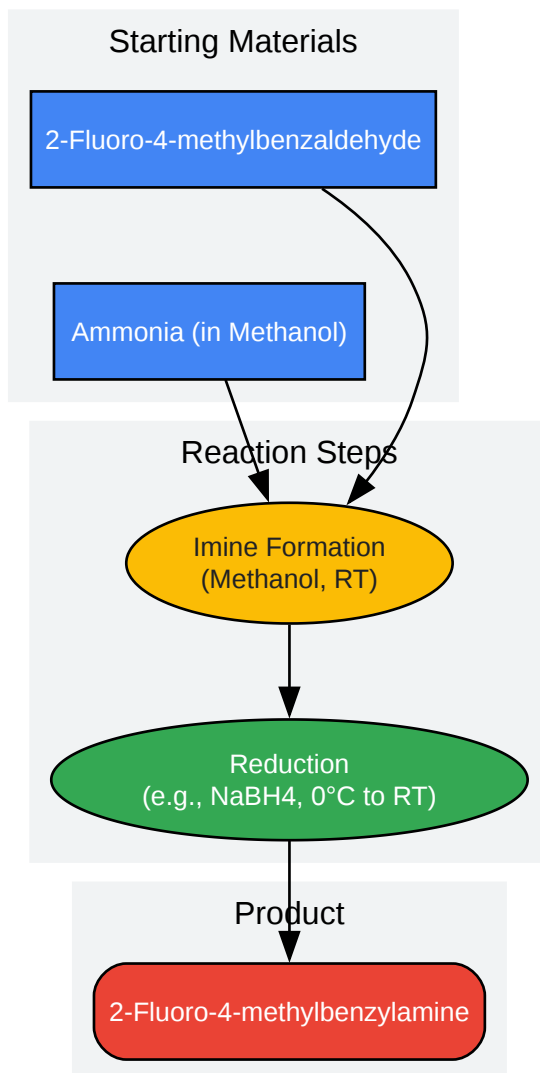 Starting Materials
2-Fluoro-4-methylbenzaldehyde
Ammonia (in Methanol)
Reaction Steps
Imine Formation
(Methanol, RT)
Reduction
(e.g., NaBH4, 0°C to RT)
Product
2-Fluoro-4-methylbenzylamine